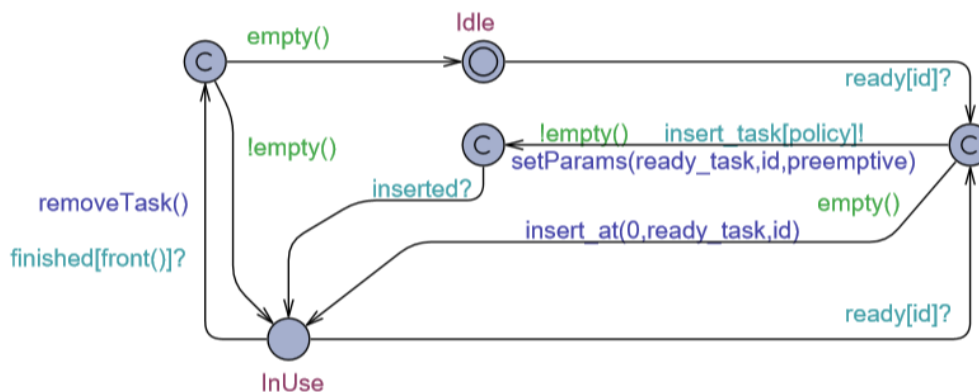 Idle
empty()
C
ready[id]?
!empty()
!empty() insert_task[policy]!
C
C
setParams(ready_task,id,preemptive)
inserted?
removeTask()
empty()
insert_at(0,ready_task,id)
finished[front()]?
ready[id]?
InUse